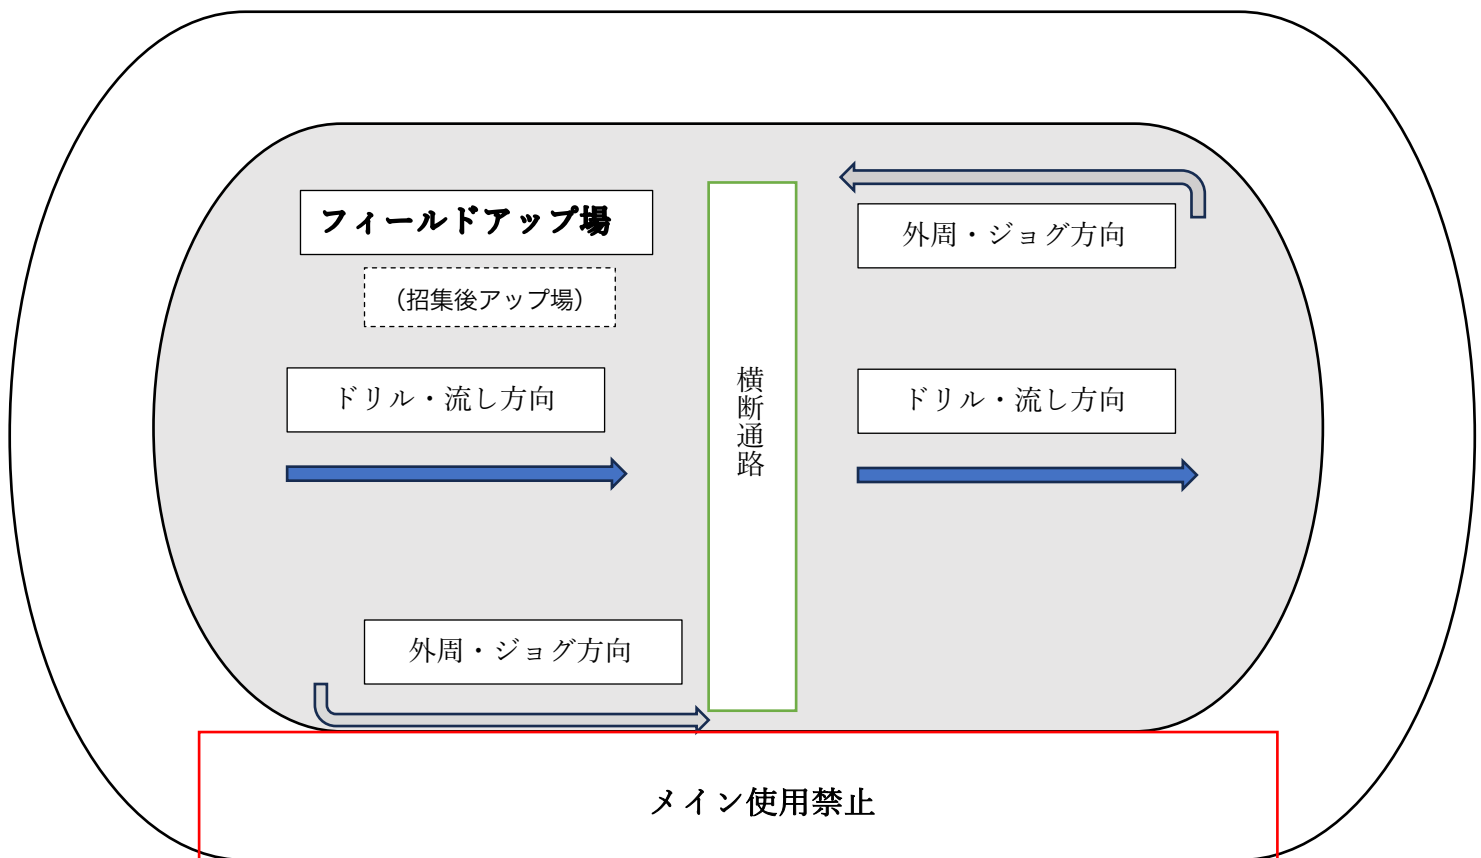 フィールドアップ場
（招集後アップ場）
外周・ジョグ方向
ドリル・流し方向
横断通路
ドリル・流し方向
外周・ジョグ方向
メイン使用禁止